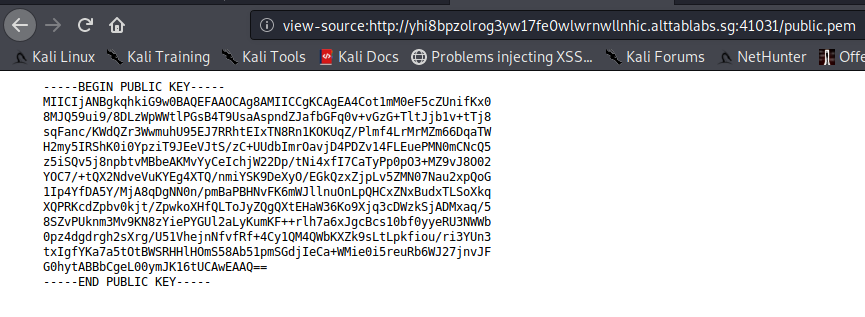 view-source:http://yhi8bpzolrog3yw17fe0wlwrnwllnhic.alttablabs.sg:41031/public.pem
Kali Linux Kali Training Kali Tools Kali Docs Problems injecting XSS... Kali Forums NetHunter Offe
-----BEGIN PUBLIC KEY-----
MIICIjANBgkqhkiG9w0BAQEFAAOCAg8AMIICCgKCAgEA4Cot1mM0eF5cZUnifKx0
8MJQ59ui9/8DLzWpWWtlPGsB4T9UsaAspndZJafbGFq0v+vGzG+TltJjb1v+tTj8
sqFanc/KWdQZr3WwmuhU95EJ7RRhtEIxTN8Rn1KOKUqZ/Plmf4LrMrMZm66DqaTW
H2my5IRShK0i0YpziT9JEeVJtS/zC+UUdbImrOavjD4PDZv14FLEuePMN0mCNcQ5
z5iSQv5j8npbtvMBbeAKMvYyCeIchjW22Dp/tNi4xfI7CaTyPp0pO3+MZ9vJ8O02
YOC7/+tQX2NdveVuKYEg4XTQ/nmiYSK9DeXyO/EGkQxzZjpLv5ZMN07Nau2xpQoG
1Ip4YfDA5Y/MjA8qDgNN0n/pmBaPBHNvFK6mWJllnuOnLpQHCxZNxBudxTLSoXkq
XQPRKcdZpbv0kjt/ZpwkoXHfQLToJyZQgQXtEHaW36Ko9Xjq3cDWzkSjADMxaq/5
8SZvPUknm3Mv9KN8zYiePYGUl2aLyKumKF++rlh7a6xJgcBcs10bf0yyeRU3NWWb
0pz4dgdrgh2sXrg/U51VhejnNfvfRf+4Cy1QM4QWbKXZk9sLtLpkfiou/ri3YUn3
txIgfYKa7a5tOtBWSRHHlHOmS58Ab51pmSGdjIeCa+WMie0i5reuRb6WJ27jnvJF
G0hytABBbCgeL00ymJK16tUCAwEAAQ==
-----END PUBLIC KEY-----